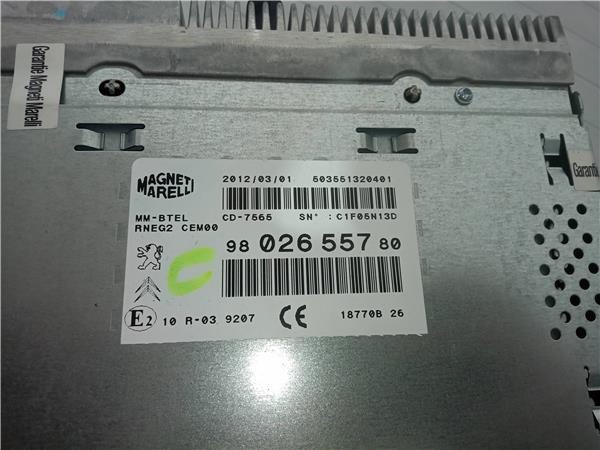 Garantie Magneti Marelli
Garantie
MAGNETI
MARELLI
2012/03/01 503551320401
MM-BTEL CD-7565 SN° : C1F05N13D
RNEG2 CEM00
98 026 557 80
C
E2 10 R-03 9207 CE 18770B 26